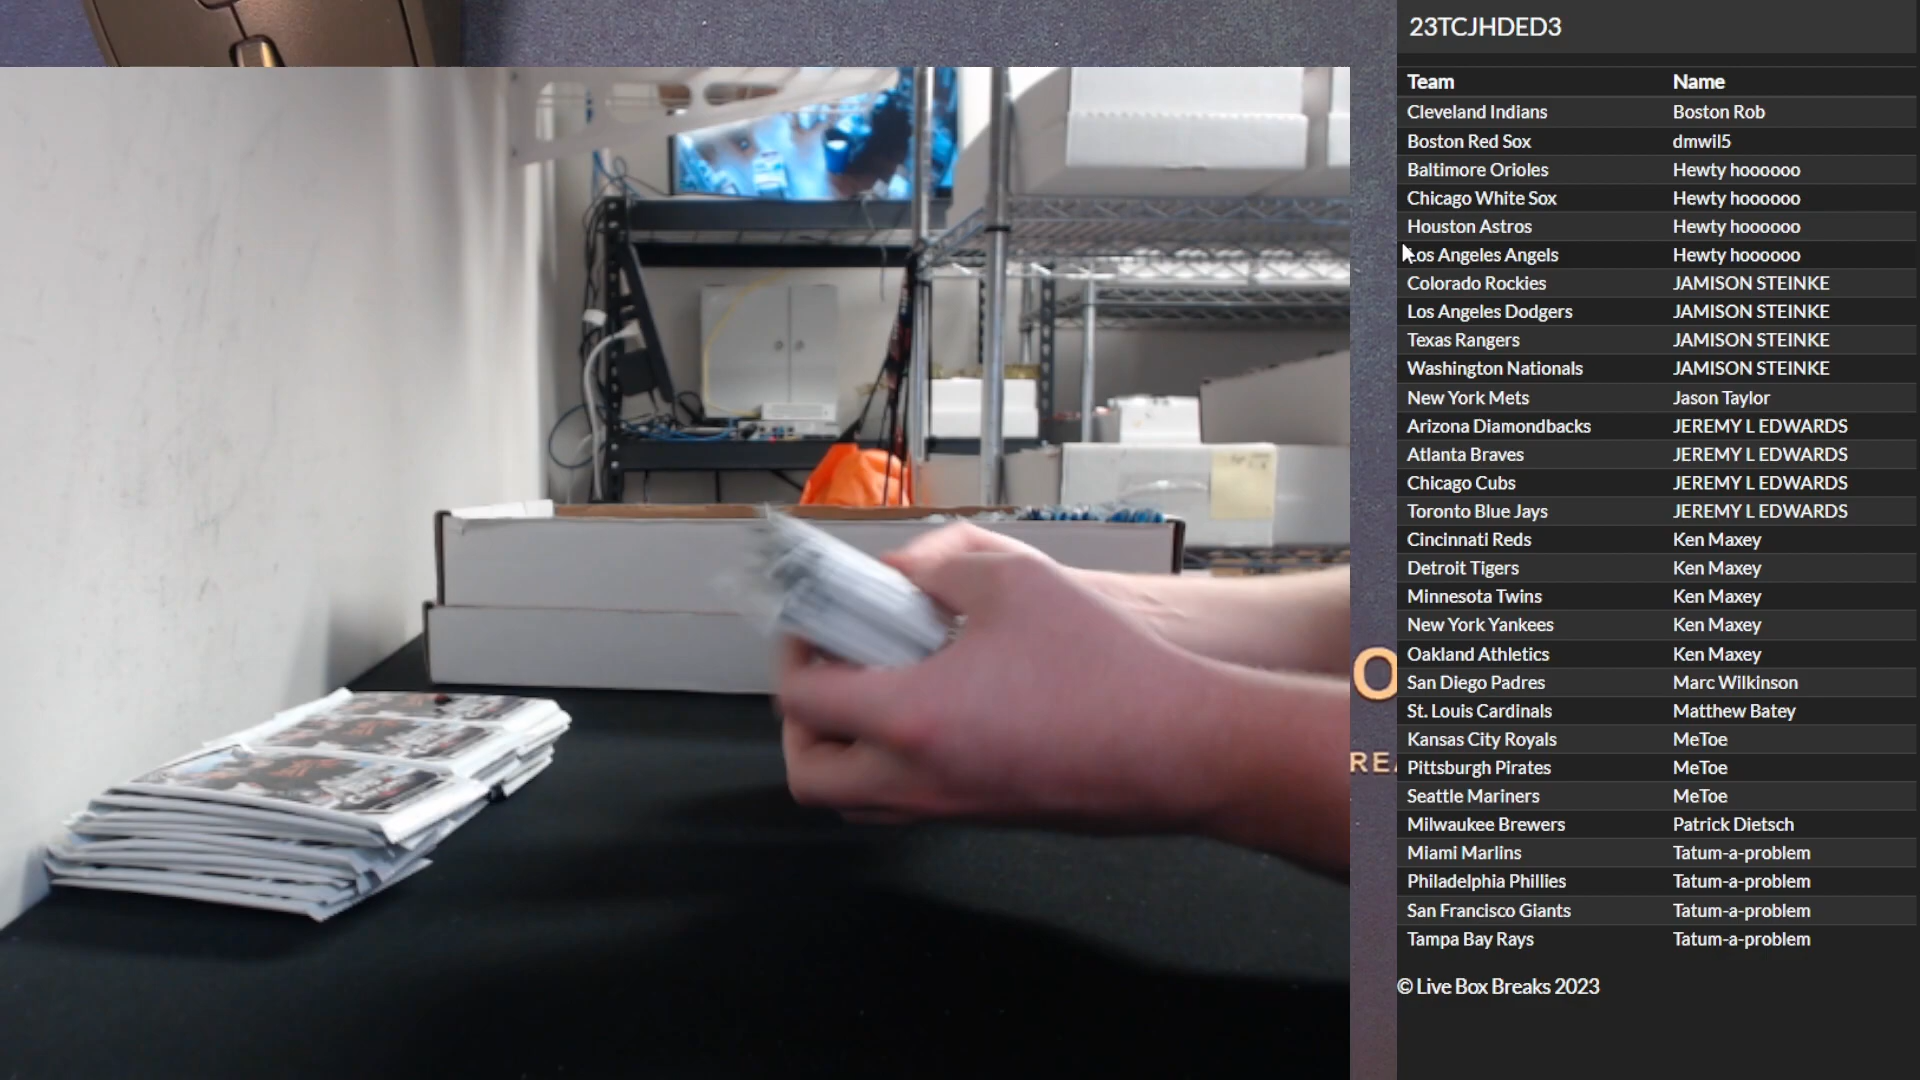 23TCJHDED3
Team Name
Cleveland Indians Boston Rob
Boston Red Sox dmwil5
Baltimore Orioles Hewty hoooooo
Chicago White Sox Hewty hoooooo
Houston Astros Hewty hoooooo
Los Angeles Angels Hewty hoooooo
Colorado Rockies JAMISON STEINKE
Los Angeles Dodgers JAMISON STEINKE
Texas Rangers JAMISON STEINKE
Washington Nationals JAMISON STEINKE
New York Mets Jason Taylor
Arizona Diamondbacks JEREMY L EDWARDS
Atlanta Braves JEREMY L EDWARDS
Chicago Cubs JEREMY L EDWARDS
Toronto Blue Jays JEREMY L EDWARDS
Cincinnati Reds Ken Maxey
Detroit Tigers Ken Maxey
Minnesota Twins Ken Maxey
New York Yankees Ken Maxey
Oakland Athletics Ken Maxey
San Diego Padres Marc Wilkinson
St. Louis Cardinals Matthew Batey
Kansas City Royals MeToe
Pittsburgh Pirates MeToe
Seattle Mariners MeToe
Milwaukee Brewers Patrick Dietsch
Miami Marlins Tatum-a-problem
Philadelphia Phillies Tatum-a-problem
San Francisco Giants Tatum-a-problem
Tampa Bay Rays Tatum-a-problem
© Live Box Breaks 2023